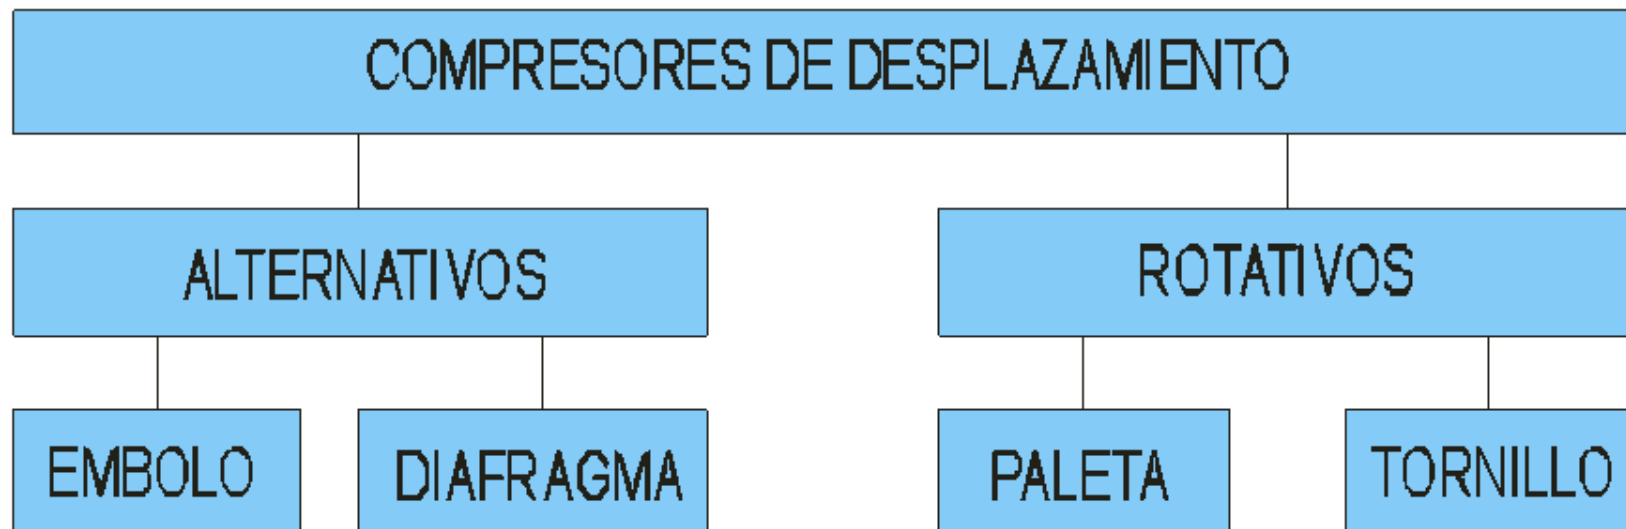 COMPRESORES DE DESPLAZAMIENTO
ALTERNATIVOS
ROTATIVOS
EMBOLO
DIAFRAGMA
PALETA
TORNILLO